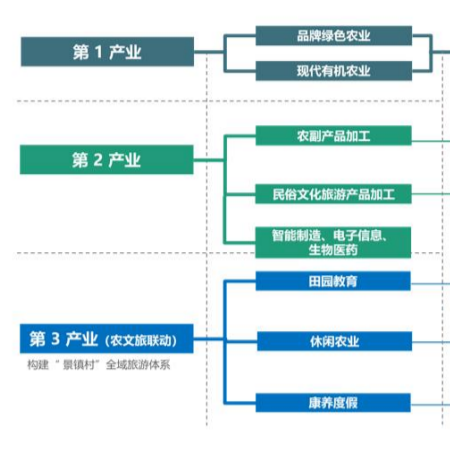 第 1 产业
品牌绿色农业
现代有机农业
第 2 产业
农副产品加工
民俗文化旅游产品加工
智能制造、电子信息、
生物医药
第 3 产业（农文旅联动）
构建“ 景镇村”全域旅游体系
田园教育
休闲农业
康养度假